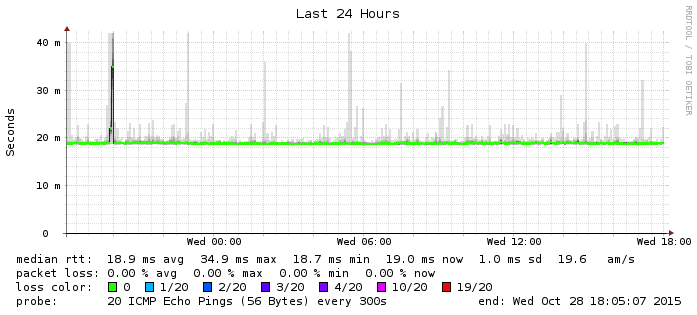 Last 24 Hours
RRDTOOL / TOBI OETIKER
Seconds
40 m
30 m
20 m
10 m
0
Wed 00:00 Wed 06:00 Wed 12:00 Wed 18:00
median rtt: 18.9 ms avg 34.9 ms max 18.7 ms min 19.0 ms now 1.0 ms sd 19.6 am/s
packet loss: 0.00 % avg 0.00 % max 0.00 % min 0.00 % now
loss color: 0 1/20 2/20 3/20 4/20 10/20 19/20
probe: 20 ICMP Echo Pings (56 Bytes) every 300s end: Wed Oct 28 18:05:07 2015